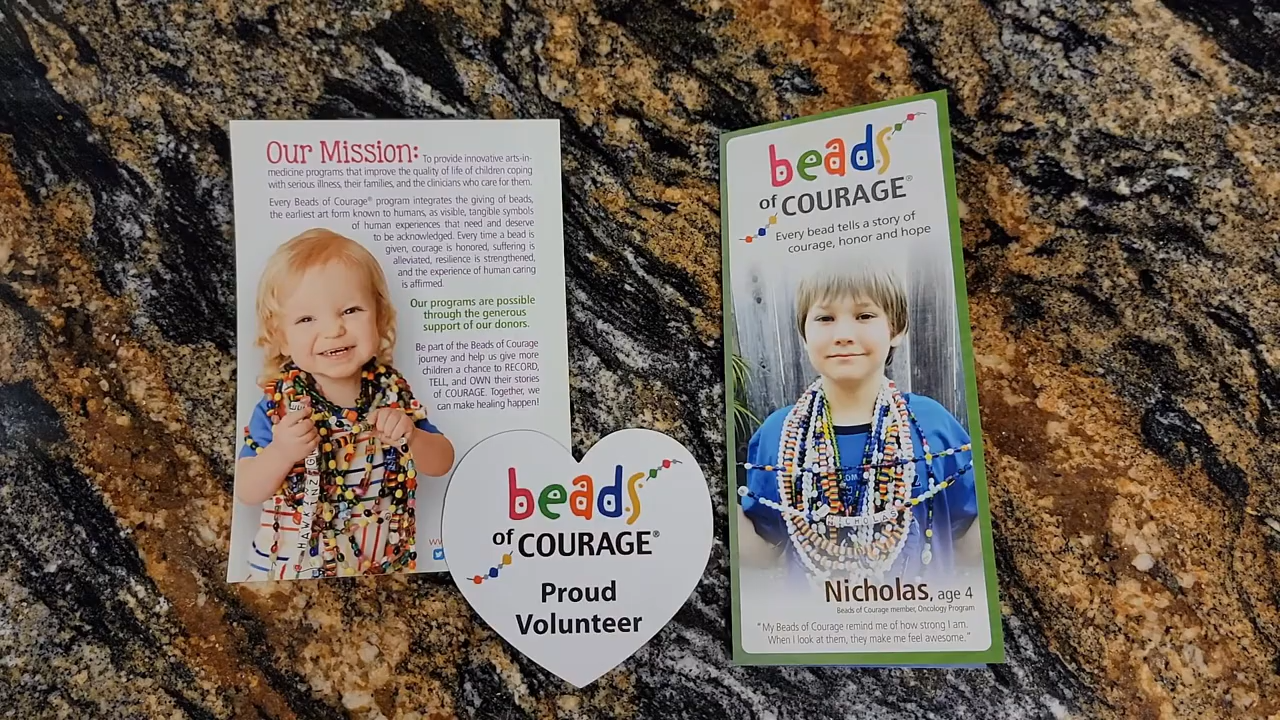 Our Mission: To provide innovative arts-in-
medicine programs that improve the quality of life of children coping
with serious illness, their families, and the clinicians who care for them.
Every Beads of Courage® program integrates the giving of beads,
the earliest art form known to humans, as visible, tangible symbols
of human experiences that need and deserve
to be acknowledged. Every time a bead is
given, courage is honored, suffering is
alleviated, resilience is strengthened,
and the experience of human caring
is affirmed.
Our programs are possible
through the generous
support of our donors.
Be part of the Beads of Courage
journey and help us give more
children a chance to RECORD,
TELL, and OWN their stories
of COURAGE. Together, we
can make healing happen!
beads
of COURAGE®
Proud
Volunteer
beads
of COURAGE®
Every bead tells a story of
courage, honor and hope
NICHOLAS
Nicholas, age 4
Beads of Courage member, Oncology Program
"My Beads of Courage remind me of how strong I am.
When I look at them, they make me feel awesome."